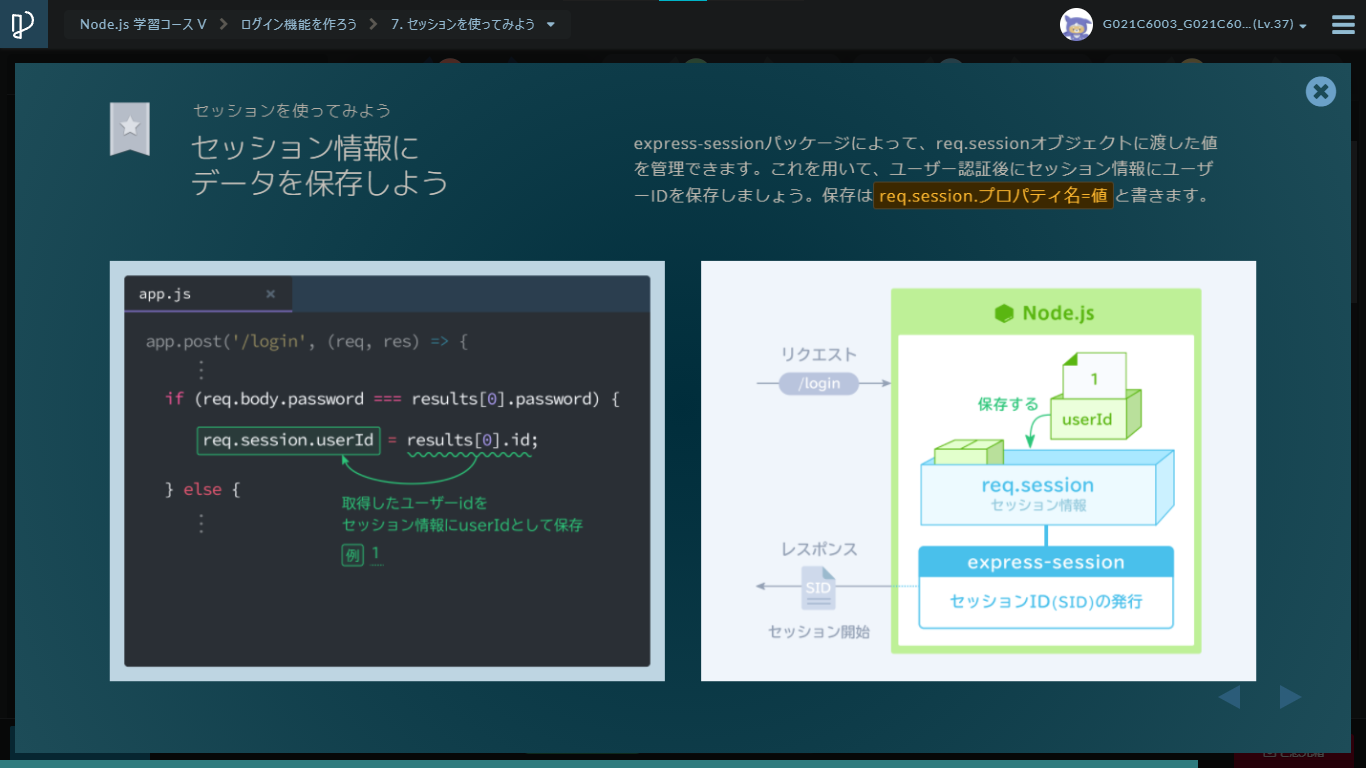 Node.js 学習コース V
ログイン機能を作ろう
7. セッションを使ってみよう
G021C6003_G021C60...(Lv.37)
セッションを使ってみよう
セッション情報に
データを保存しよう
express-sessionパッケージによって、req.sessionオブジェクトに渡した値
を管理できます。これを用いて、ユーザー認証後にセッション情報にユーザ
ーIDを保存しましょう。保存は req.session.プロパティ名=値 と書きます。
app.js ×
app.post('/login', (req, res) => {
⋮
if (req.body.password === results[0].password) {
req.session.userId = results[0].id;
} else {
取得したユーザーidを
セッション情報にuserIdとして保存
例 1
⋮
Node.js
リクエスト
/login
1
保存する
userId
req.session
セッション情報
レスポンス
SID
セッション開始
express-session
セッションID(SID)の発行